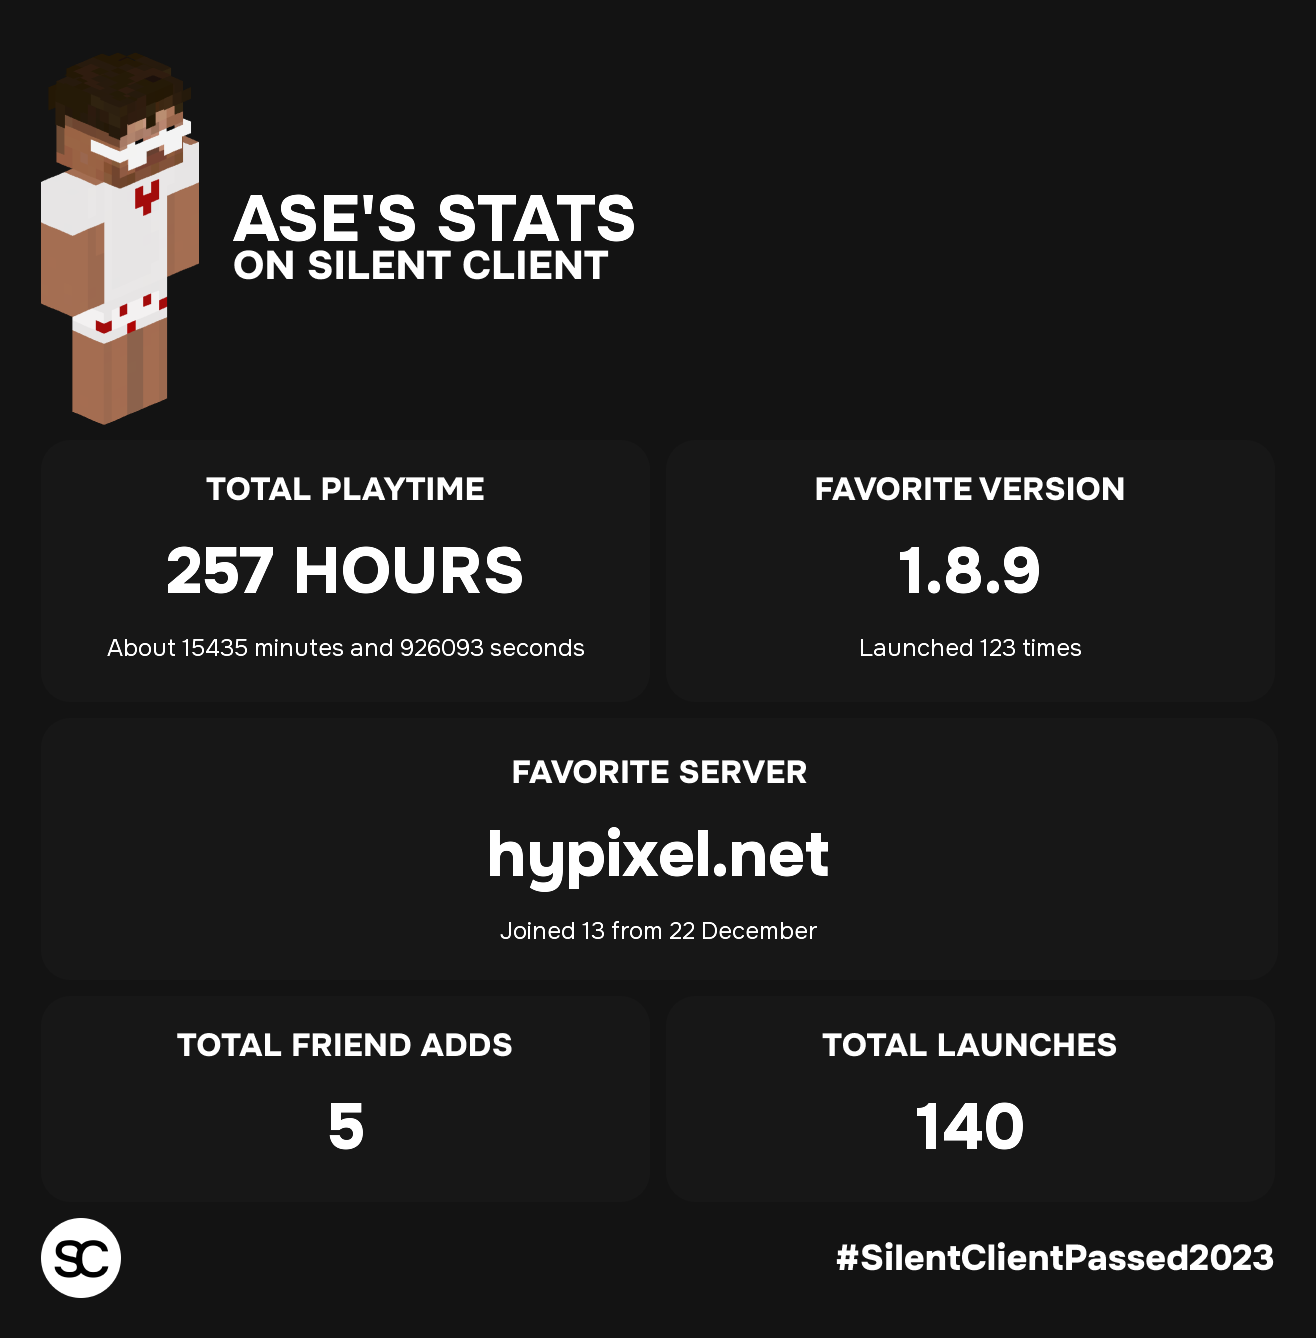 ASE'S STATS
ON SILENT CLIENT
TOTAL PLAYTIME
257 HOURS
About 15435 minutes and 926093 seconds
FAVORITE VERSION
1.8.9
Launched 123 times
FAVORITE SERVER
hypixel.net
Joined 13 from 22 December
TOTAL FRIEND ADDS
5
TOTAL LAUNCHES
140
SC
#SilentClientPassed2023